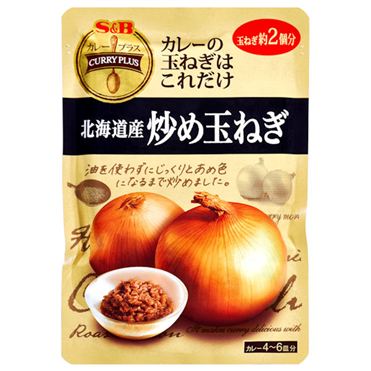 S&B
カレープラス
CURRY PLUS
カレーの
玉ねぎは
これだけ
玉ねぎ約2個分
北海道産 炒め玉ねぎ
油を使わずにじっくりとあめ色
になるまで炒めました。
カレー4〜6皿分